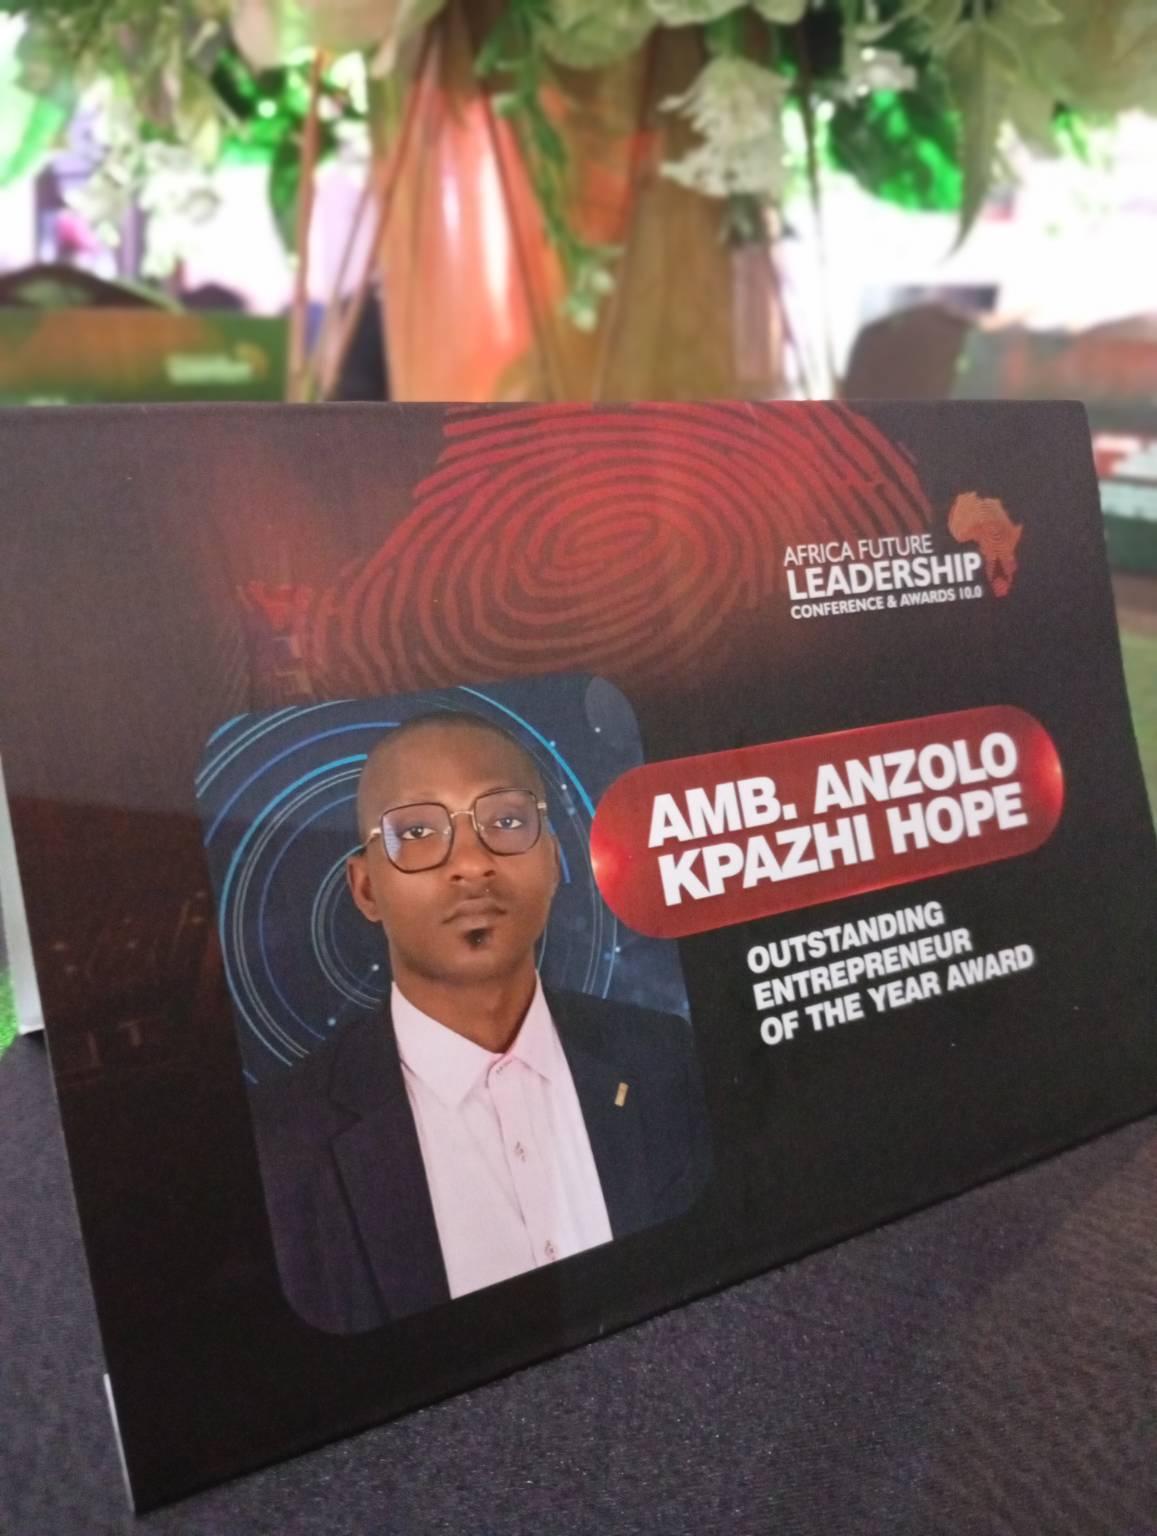 AFRICA FUTURE
LEADERSHIP
CONFERENCE & AWARDS 10.0
AMB. ANZOLO
KPAZHI HOPE
OUTSTANDING
ENTREPRENEUR
OF THE YEAR AWARD